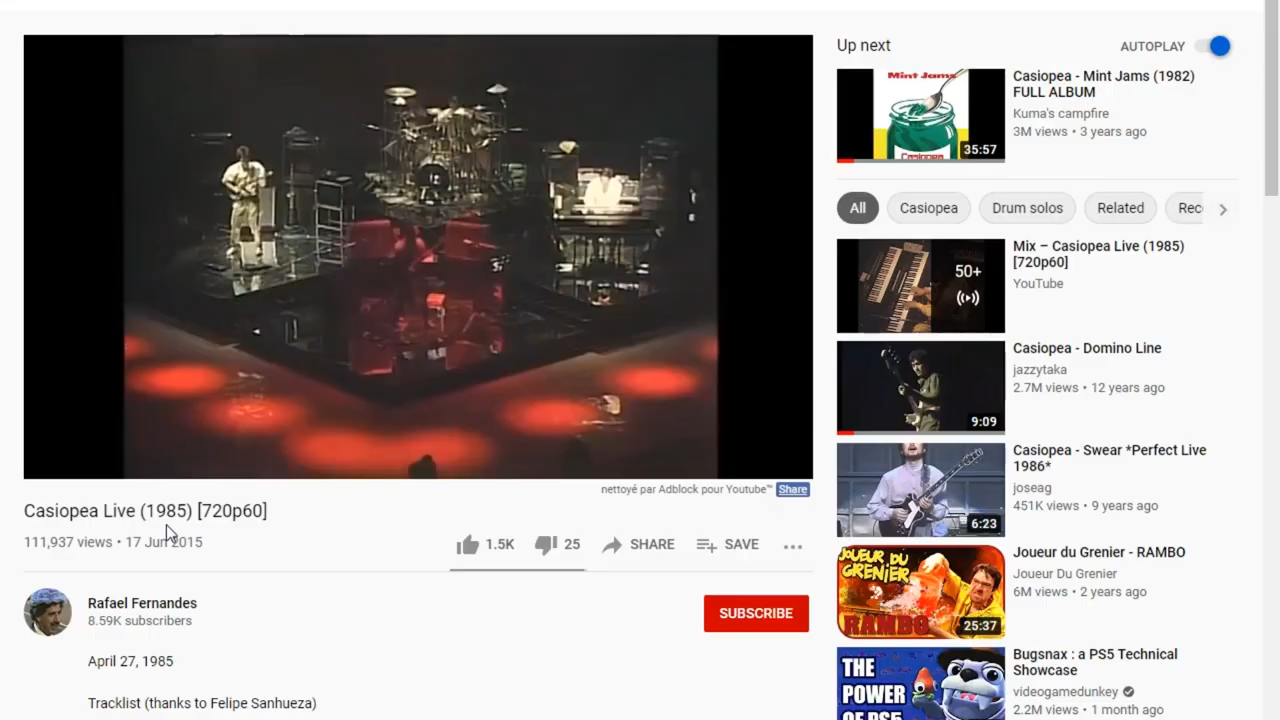 Up next
AUTOPLAY
Mint Jams
Casiopea
35:57
Casiopea - Mint Jams (1982)
FULL ALBUM
Kuma's campfire
3M views • 3 years ago
All
Casiopea
Drum solos
Related
Rec
50+
Mix – Casiopea Live (1985)
[720p60]
YouTube
9:09
Casiopea - Domino Line
jazzytaka
2.7M views • 12 years ago
6:23
Casiopea - Swear *Perfect Live
1986*
joseag
451K views • 9 years ago
JOUEUR DU
GRENIER
RAMBO
25:37
Joueur du Grenier - RAMBO
Joueur Du Grenier
6M views • 2 years ago
THE
POWER
OF PS5
Bugsnax : a PS5 Technical
Showcase
videogamedunkey
2.2M views • 1 month ago
nettoyé par Adblock pour Youtube™ Share
Casiopea Live (1985) [720p60]
111,937 views • 17 Jun 2015
1.5K
25
SHARE
SAVE
Rafael Fernandes
8.59K subscribers
SUBSCRIBE
April 27, 1985
Tracklist (thanks to Felipe Sanhueza)